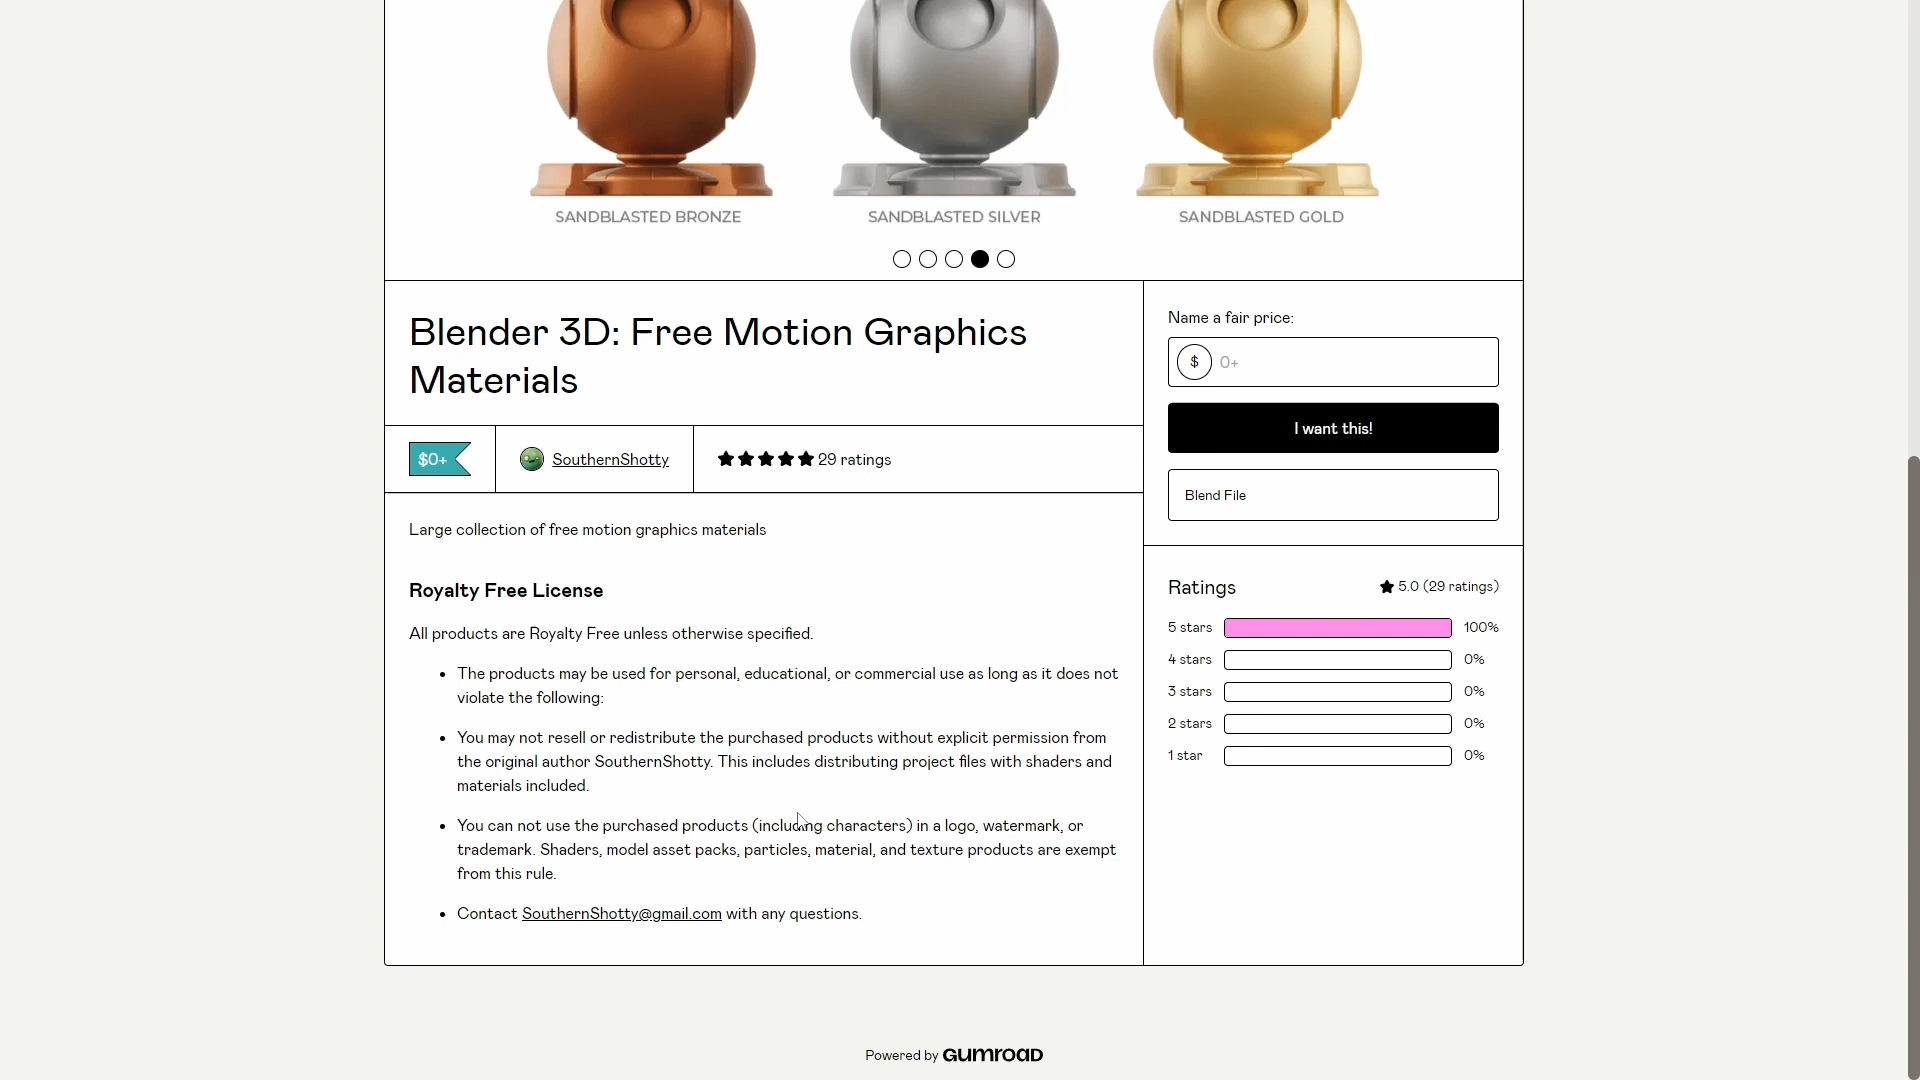 SANDBLASTED BRONZE
SANDBLASTED SILVER
SANDBLASTED GOLD
Blender 3D: Free Motion Graphics
Materials
$0+
SouthernShotty
29 ratings
Large collection of free motion graphics materials
Royalty Free License
All products are Royalty Free unless otherwise specified.
• The products may be used for personal, educational, or commercial use as long as it does not
violate the following:
• You may not resell or redistribute the purchased products without explicit permission from
the original author SouthernShotty. This includes distributing project files with shaders and
materials included.
• You can not use the purchased products (including characters) in a logo, watermark, or
trademark. Shaders, model asset packs, particles, material, and texture products are exempt
from this rule.
• Contact SouthernShotty@gmail.com with any questions.
Name a fair price:
$ 0+
I want this!
Blend File
Ratings
5.0 (29 ratings)
5 stars 100%
4 stars 0%
3 stars 0%
2 stars 0%
1 star 0%
Powered by GUMROAD